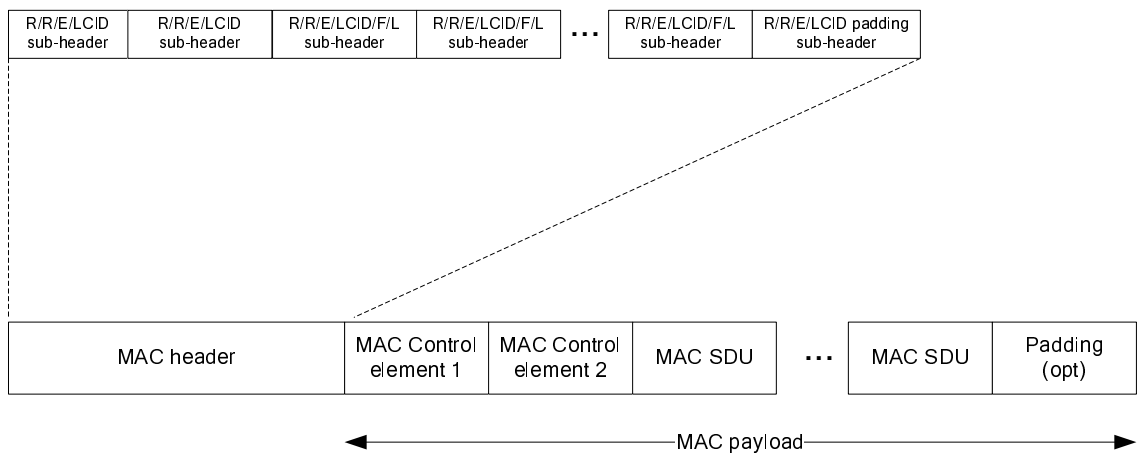 R/R/E/LCID
sub-header
R/R/E/LCID
sub-header
R/R/E/LCID/F/L
sub-header
R/R/E/LCID/F/L
sub-header
...
R/R/E/LCID/F/L
sub-header
R/R/E/LCID padding
sub-header
MAC header
MAC Control
element 1
MAC Control
element 2
MAC SDU
...
MAC SDU
Padding
(opt)
MAC payload